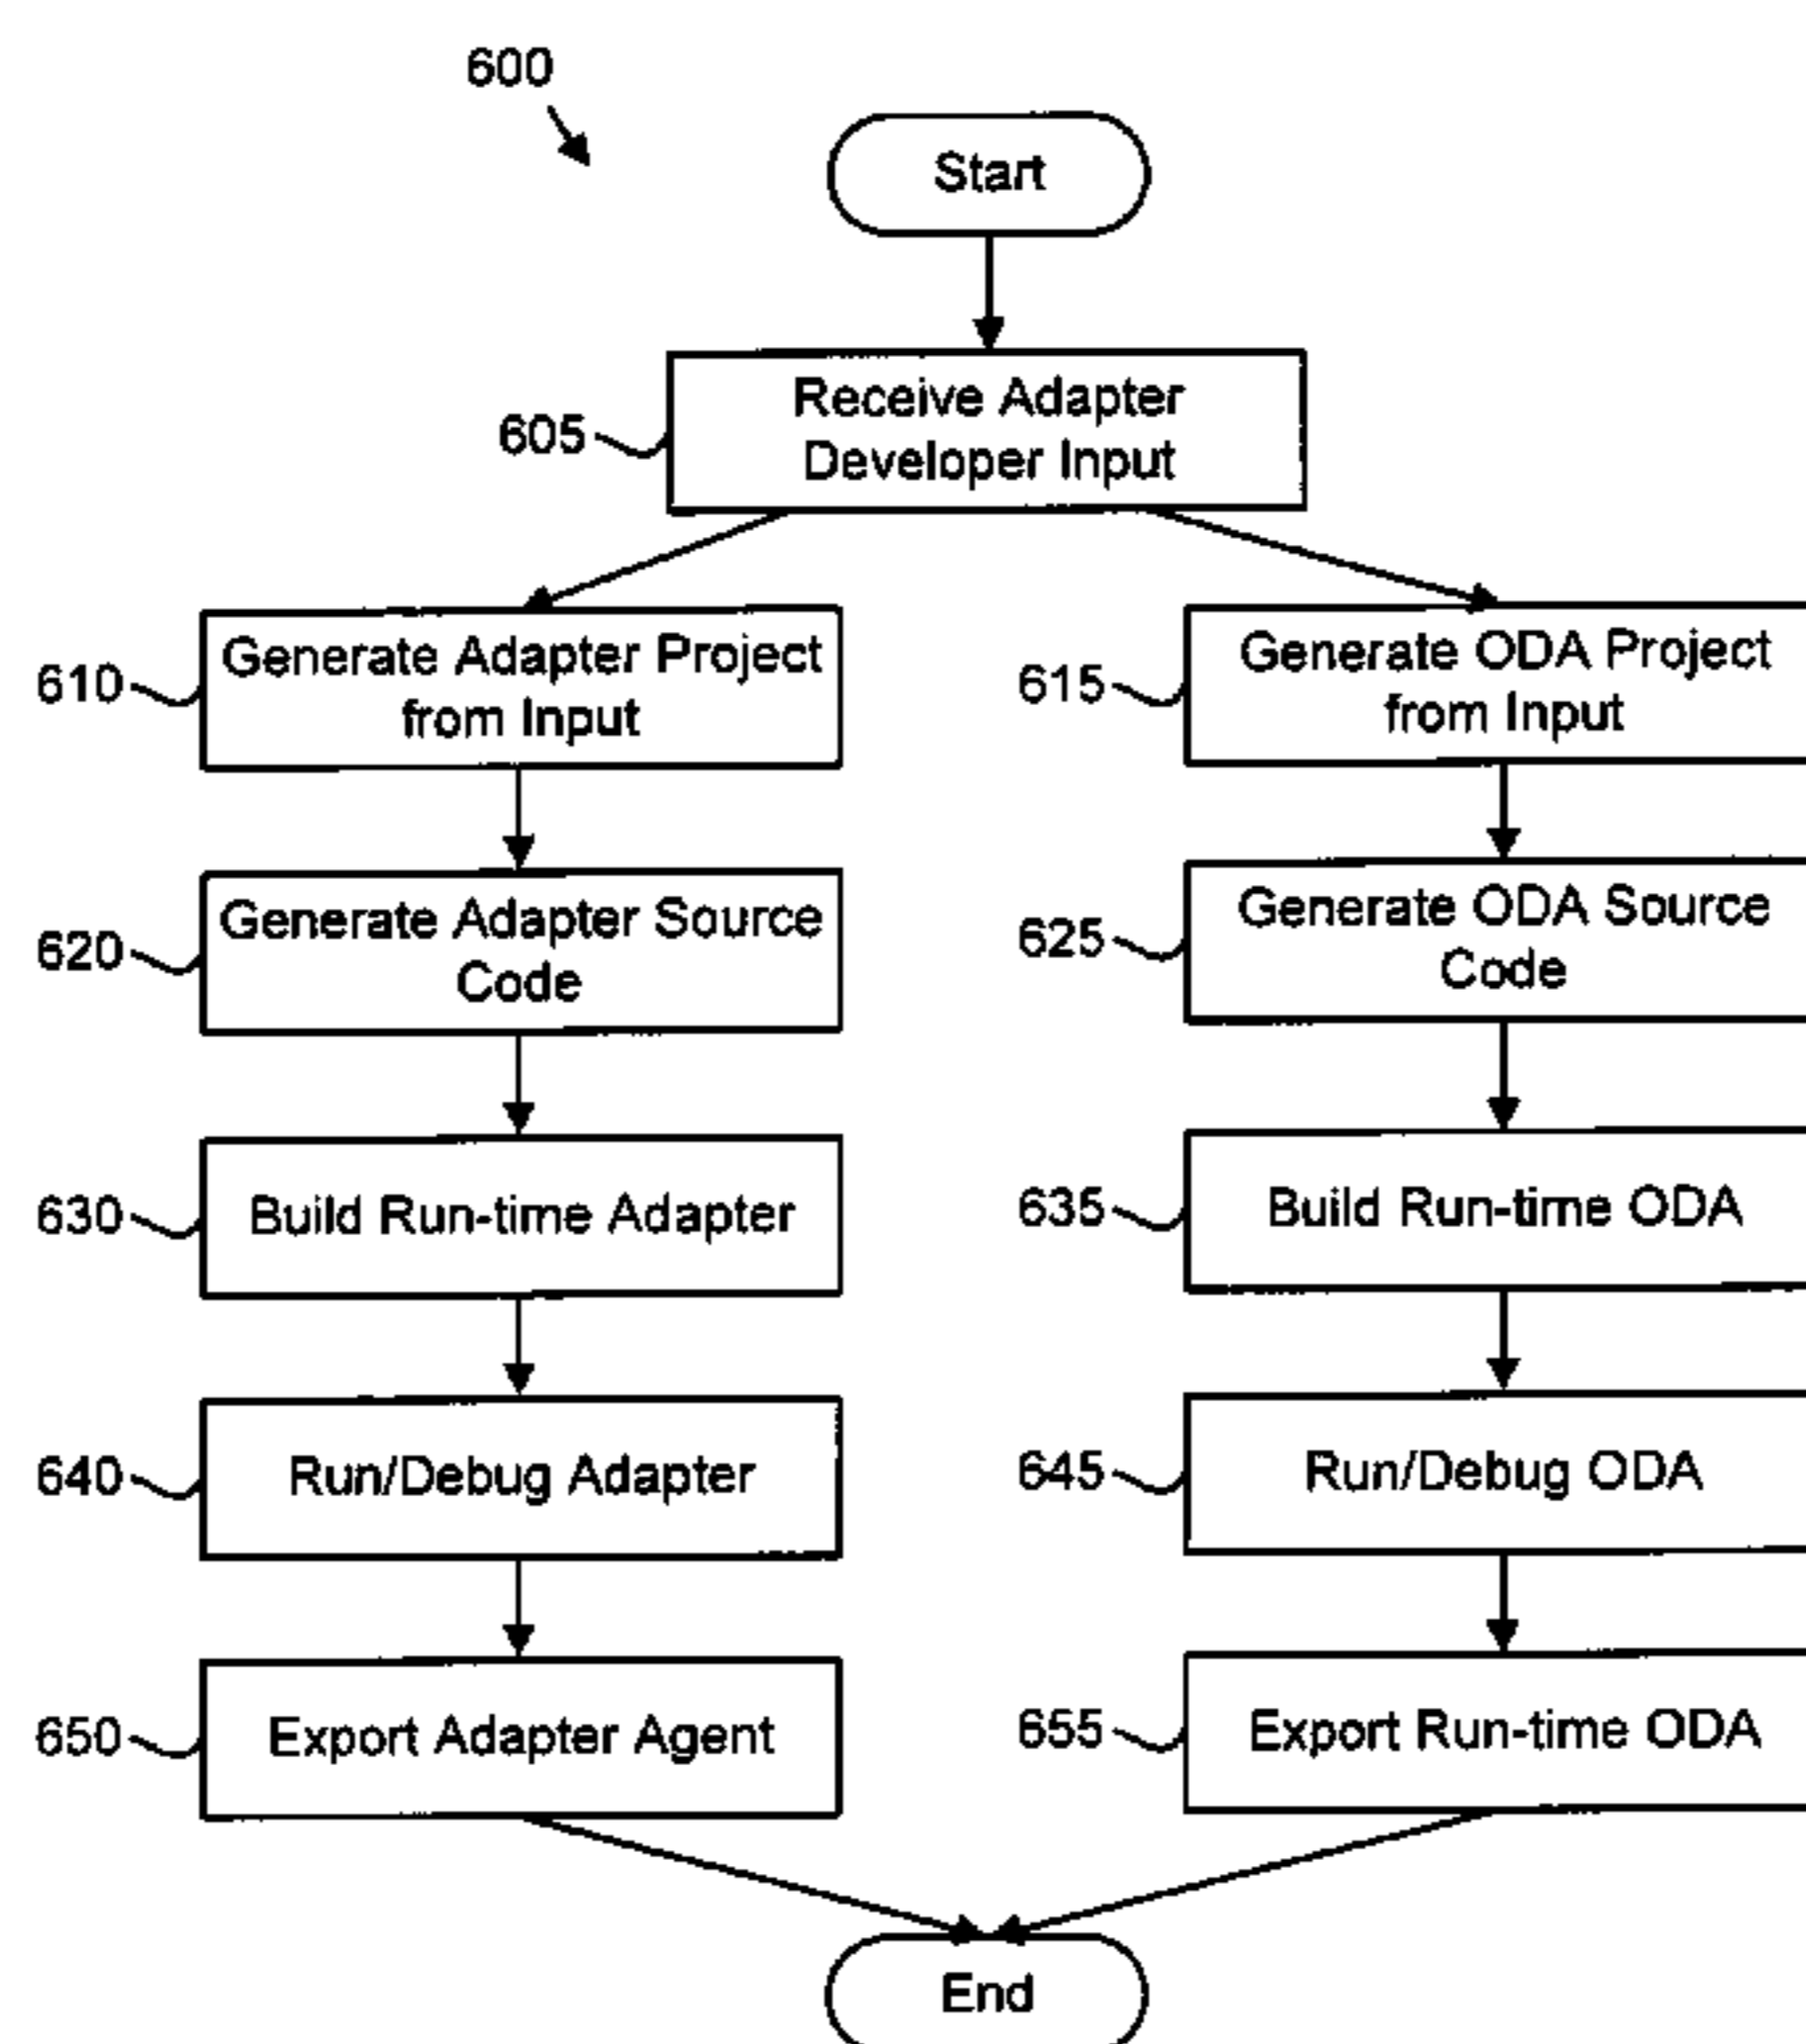 600
Start
605
Receive Adapter
Developer Input
610
Generate Adapter Project
from Input
615
Generate ODA Project
from Input
620
Generate Adapter Source
Code
625
Generate ODA Source
Code
630
Build Run-time Adapter
635
Build Run-time ODA
640
Run/Debug Adapter
645
Run/Debug ODA
650
Export Adapter Agent
655
Export Run-time ODA
End